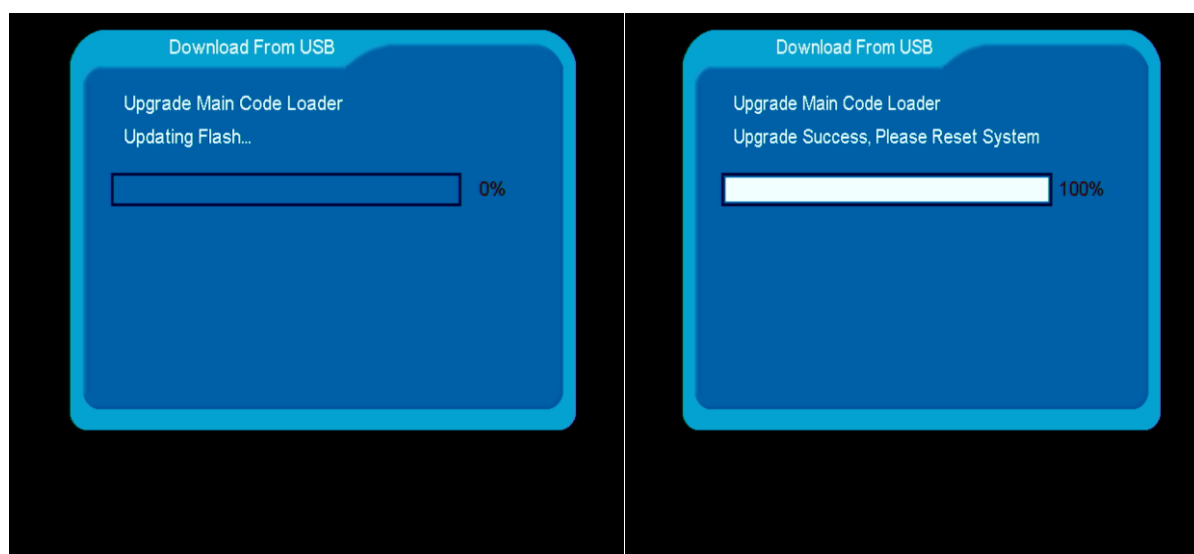 Download From USB
Upgrade Main Code Loader
Updating Flash...
0%
Download From USB
Upgrade Main Code Loader
Upgrade Success, Please Reset System
100%